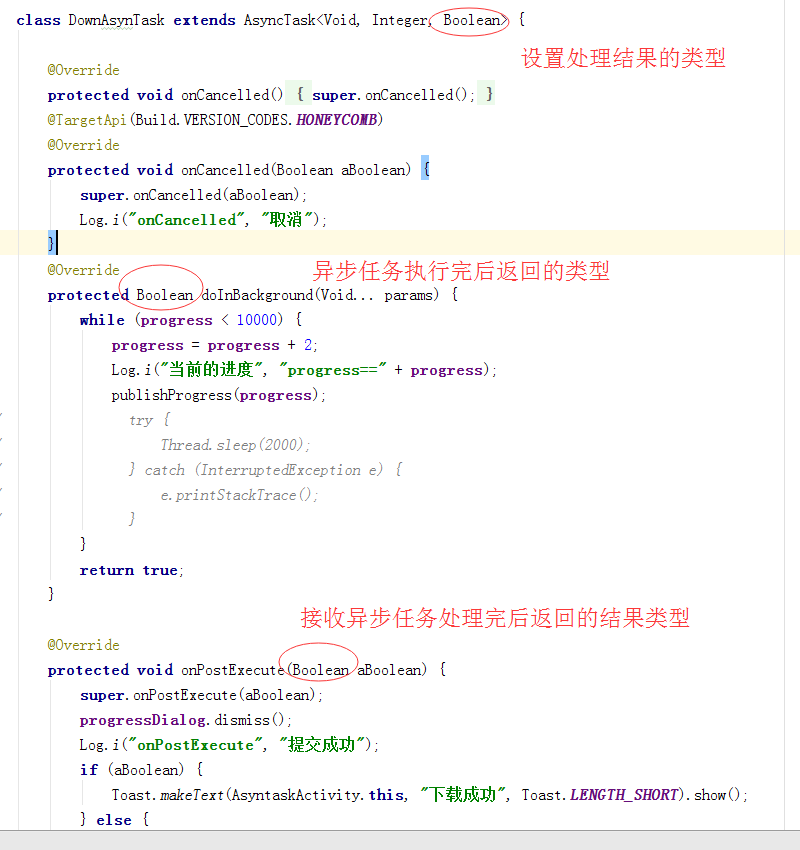 class DownAsynTask extends AsyncTask<Void, Integer, Boolean> {
设置处理结果的类型
@Override
protected void onCancelled() { super.onCancelled(); }
@TargetApi(Build.VERSION_CODES.HONEYCOMB)
@Override
protected void onCancelled(Boolean aBoolean) {
super.onCancelled(aBoolean);
Log.i("onCancelled", "取消");
}
@Override
异步任务执行完后返回的类型
protected Boolean doInBackground(Void... params) {
while (progress < 10000) {
progress = progress + 2;
Log.i("当前的进度", "progress==" + progress);
publishProgress(progress);
try {
Thread.sleep(2000);
} catch (InterruptedException e) {
e.printStackTrace();
}
}
return true;
}
接收异步任务处理完后返回的结果类型
@Override
protected void onPostExecute(Boolean aBoolean) {
super.onPostExecute(aBoolean);
progressDialog.dismiss();
Log.i("onPostExecute", "提交成功");
if (aBoolean) {
Toast.makeText(AsyntaskActivity.this, "下载成功", Toast.LENGTH_SHORT).show();
} else {